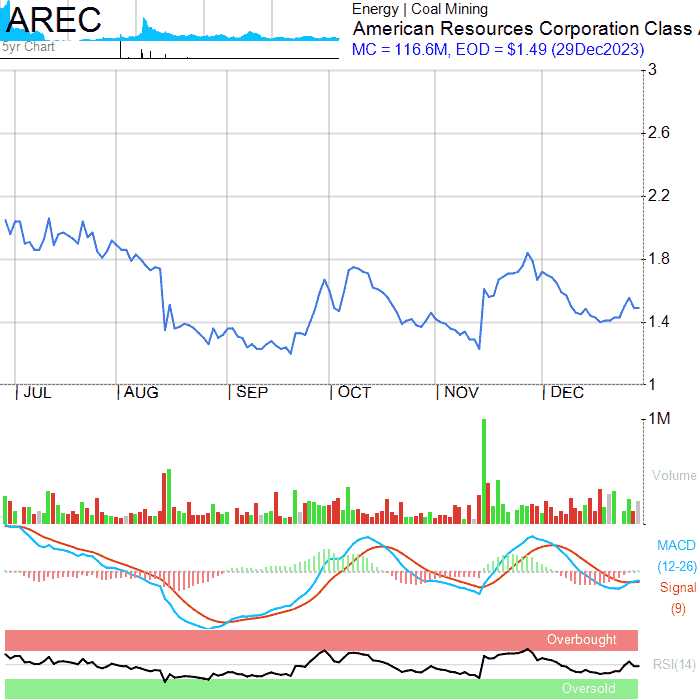 AREC
5yr Chart
Energy | Coal Mining
American Resources Corporation Class
MC = 116.6M, EOD = $1.49 (29Dec2023)
3
2.6
2.2
1.8
1.4
1
JUL AUG SEP OCT NOV DEC
1M
Volume
MACD
(12-26)
Signal
(9)
Overbought
RSI(14)
Oversold